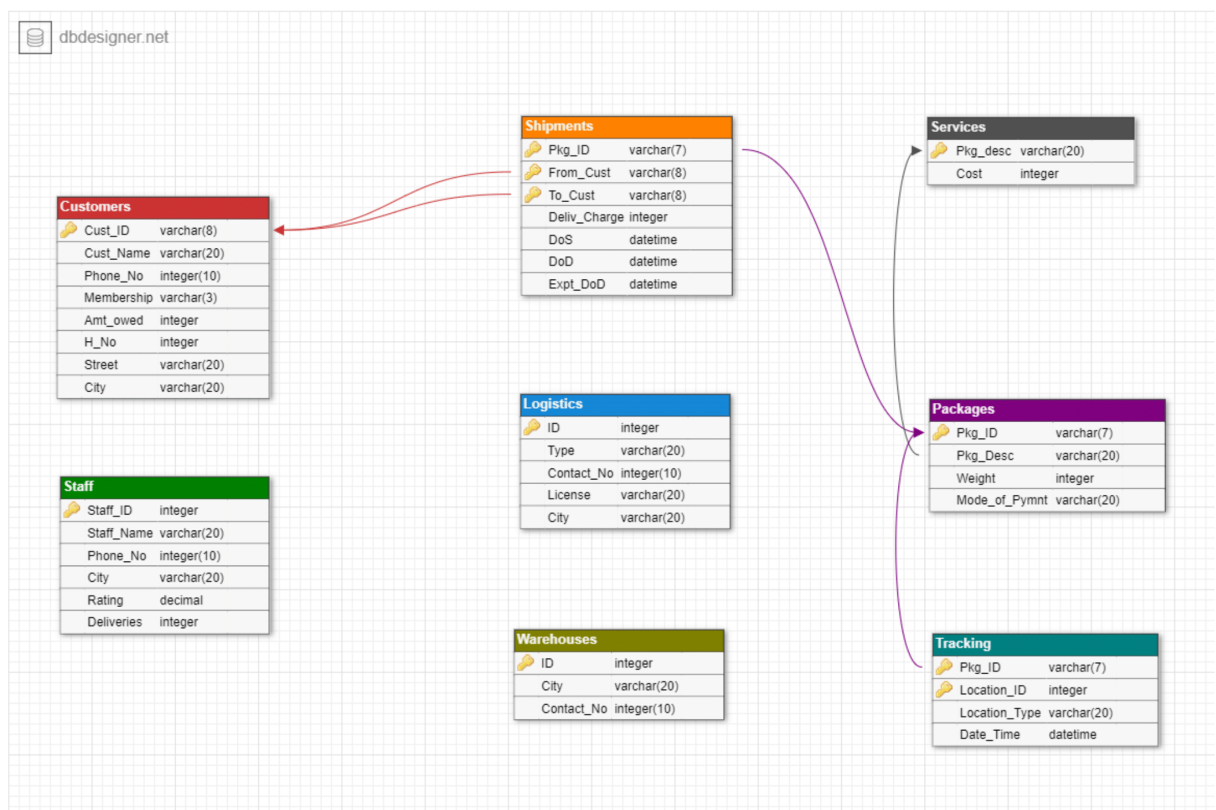 dbdesigner.net
Shipments
Pkg_ID varchar(7)
From_Cust varchar(8)
To_Cust varchar(8)
Deliv_Charge integer
DoS datetime
DoD datetime
Expt_DoD datetime
Services
Pkg_desc varchar(20)
Cost integer
Customers
Cust_ID varchar(8)
Cust_Name varchar(20)
Phone_No integer(10)
Membership varchar(3)
Amt_owed integer
H_No integer
Street varchar(20)
City varchar(20)
Logistics
ID integer
Type varchar(20)
Contact_No integer(10)
License varchar(20)
City varchar(20)
Packages
Pkg_ID varchar(7)
Pkg_Desc varchar(20)
Weight integer
Mode_of_Pymnt varchar(20)
Staff
Staff_ID integer
Staff_Name varchar(20)
Phone_No integer(10)
City varchar(20)
Rating decimal
Deliveries integer
Warehouses
ID integer
City varchar(20)
Contact_No integer(10)
Tracking
Pkg_ID varchar(7)
Location_ID integer
Location_Type varchar(20)
Date_Time datetime